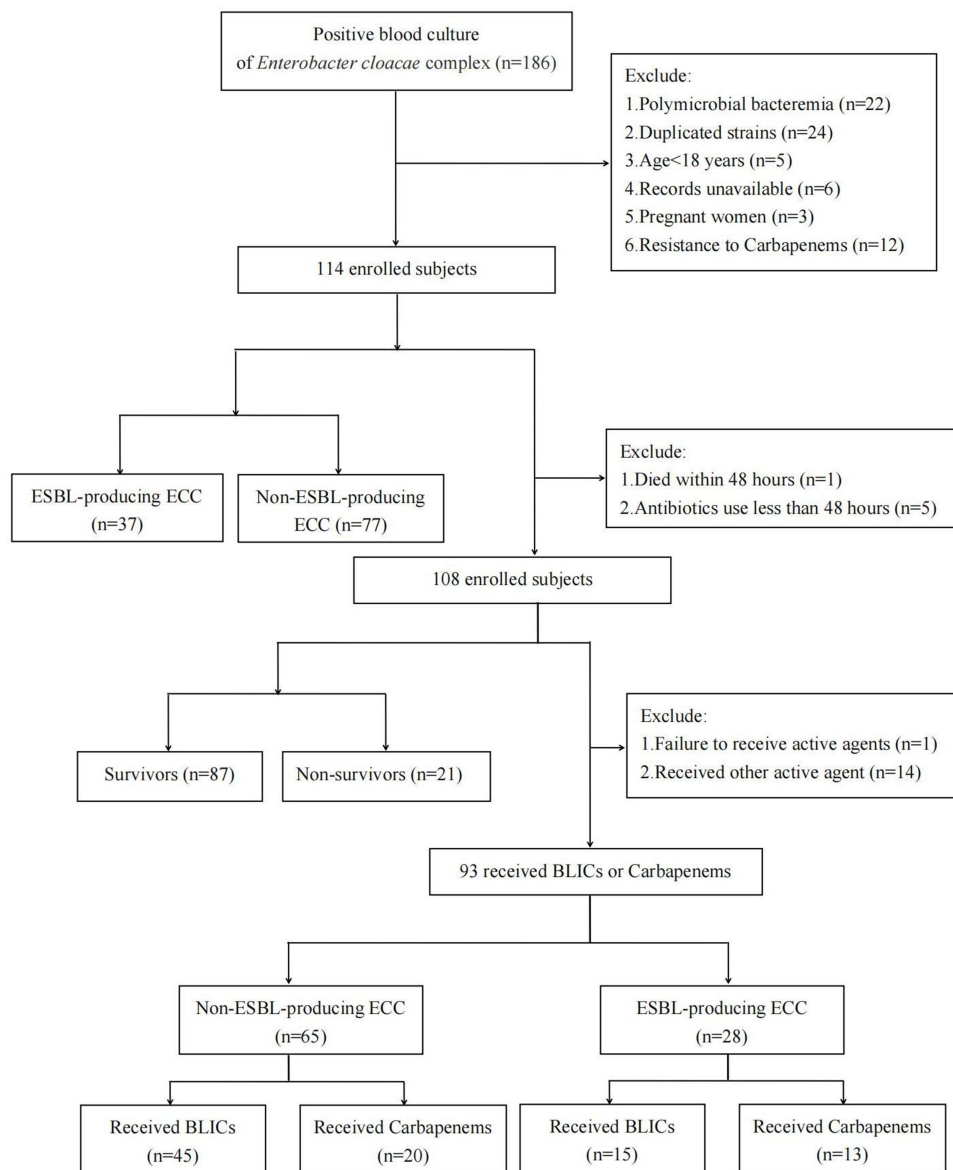 Positive blood culture
of Enterobacter cloacae complex (n=186)
Exclude:
1.Polymicrobial bacteremia (n=22)
2.Duplicated strains (n=24)
3.Age<18 years (n=5)
4.Records unavailable (n=6)
5.Pregnant women (n=3)
6.Resistance to Carbapenems (n=12)
114 enrolled subjects
ESBL-producing ECC
(n=37)
Non-ESBL-producing
ECC (n=77)
Exclude:
1.Died within 48 hours (n=1)
2.Antibiotics use less than 48 hours (n=5)
108 enrolled subjects
Survivors (n=87)
Non-survivors (n=21)
Exclude:
1.Failure to receive active agents (n=1)
2.Received other active agent (n=14)
93 received BLICs or Carbapenems
Non-ESBL-producing ECC
(n=65)
ESBL-producing ECC
(n=28)
Received BLICs
(n=45)
Received Carbapenems
(n=20)
Received BLICs
(n=15)
Received Carbapenems
(n=13)